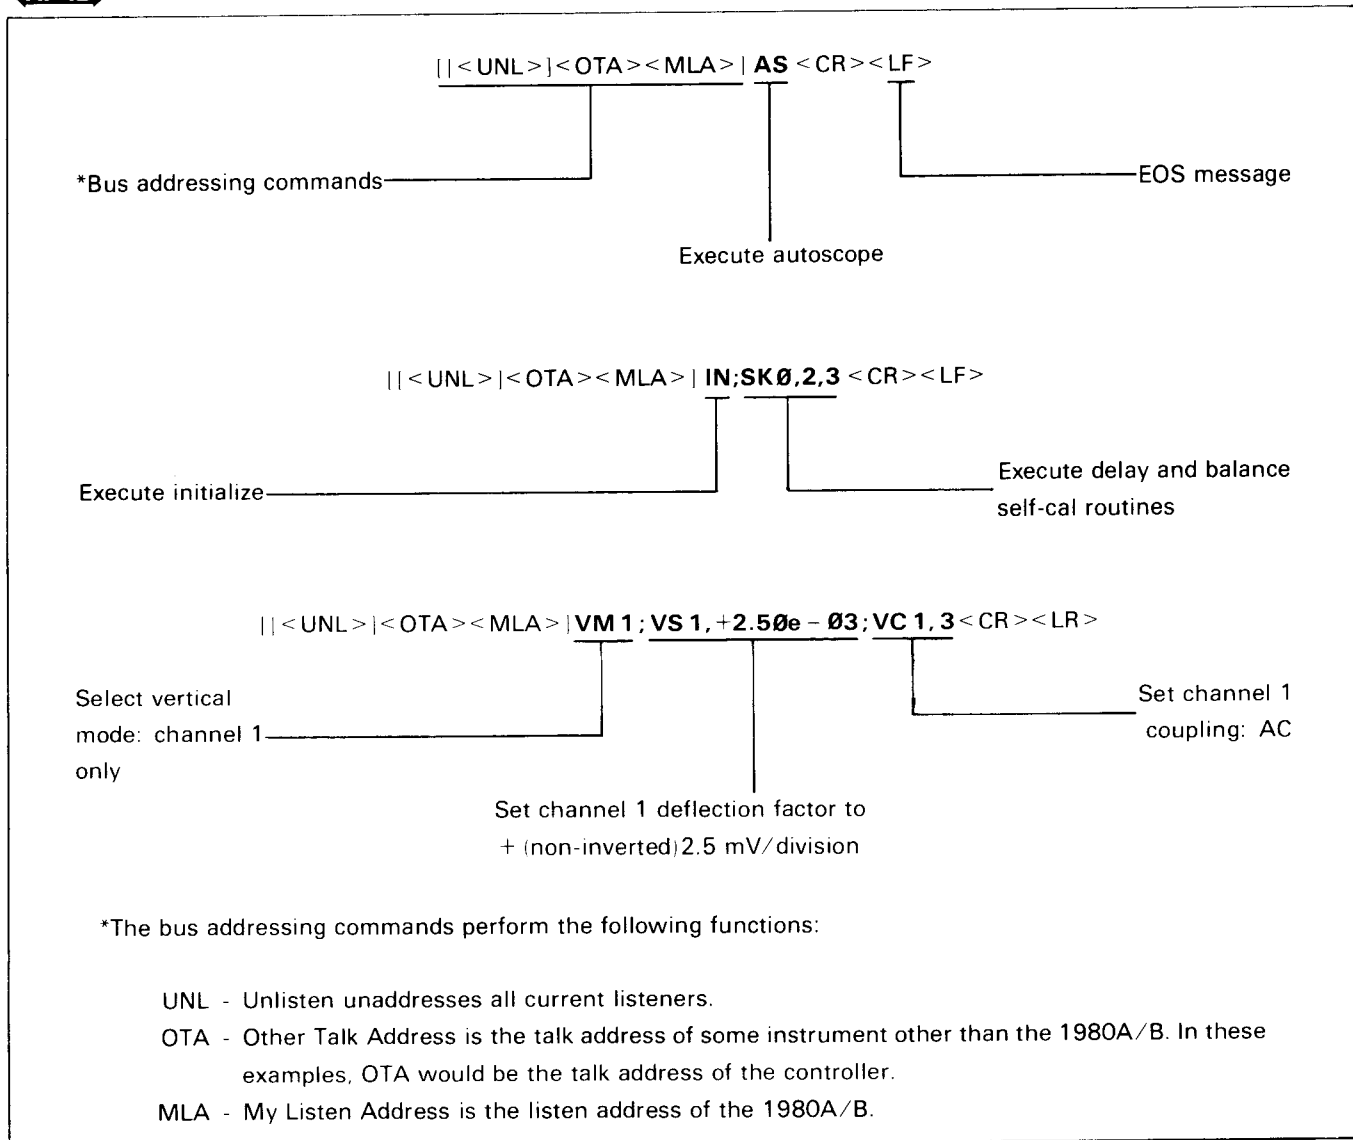 [[<UNL>]<OTA><MLA>] AS <CR><LF>
*Bus addressing commands
EOS message
Execute autoscope
[[<UNL>]<OTA><MLA>] IN;SKØ,2,3 <CR><LF>
Execute initialize
Execute delay and balance
self-cal routines
[[<UNL>]<OTA><MLA>] VM 1; VS 1, +2.5Øe - Ø3; VC 1, 3 <CR><LR>
Select vertical
mode: channel 1
only
Set channel 1
coupling: AC
Set channel 1 deflection factor to
+ (non-inverted) 2.5 mV/division
*The bus addressing commands perform the following functions:
UNL - Unlisten unaddresses all current listeners.
OTA - Other Talk Address is the talk address of some instrument other than the 1980A/B. In these
examples, OTA would be the talk address of the controller.
MLA - My Listen Address is the listen address of the 1980A/B.